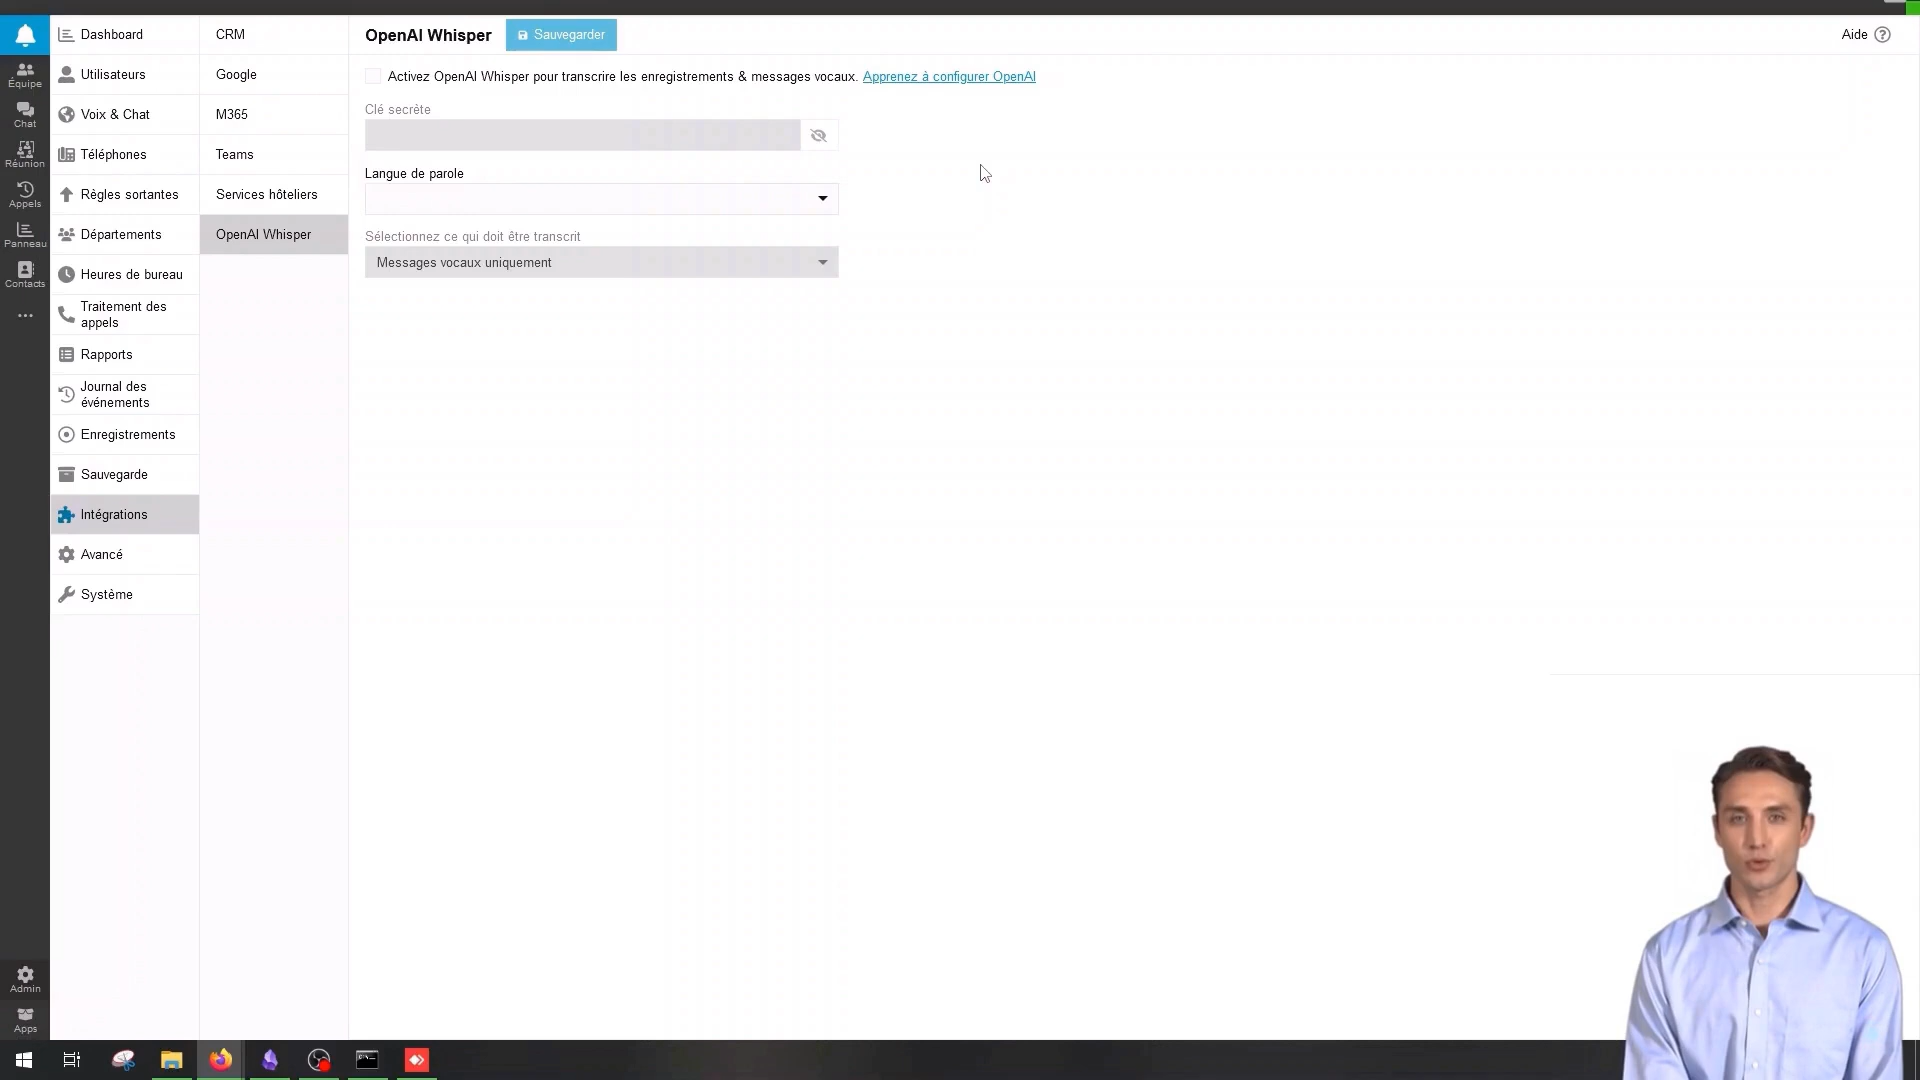 Équipe
Chat
Réunion
Appels
Panneau
Contacts
Admin
Apps
Dashboard
Utilisateurs
Voix & Chat
Téléphones
Règles sortantes
Départements
Heures de bureau
Traitement des
appels
Rapports
Journal des
événements
Enregistrements
Sauvegarde
Intégrations
Avancé
Système
CRM
Google
M365
Teams
Services hôteliers
OpenAI Whisper
OpenAI Whisper
Sauvegarder
Aide
Activez OpenAI Whisper pour transcrire les enregistrements & messages vocaux. Apprenez à configurer OpenAI
Clé secrète
Langue de parole
Sélectionnez ce qui doit être transcrit
Messages vocaux uniquement